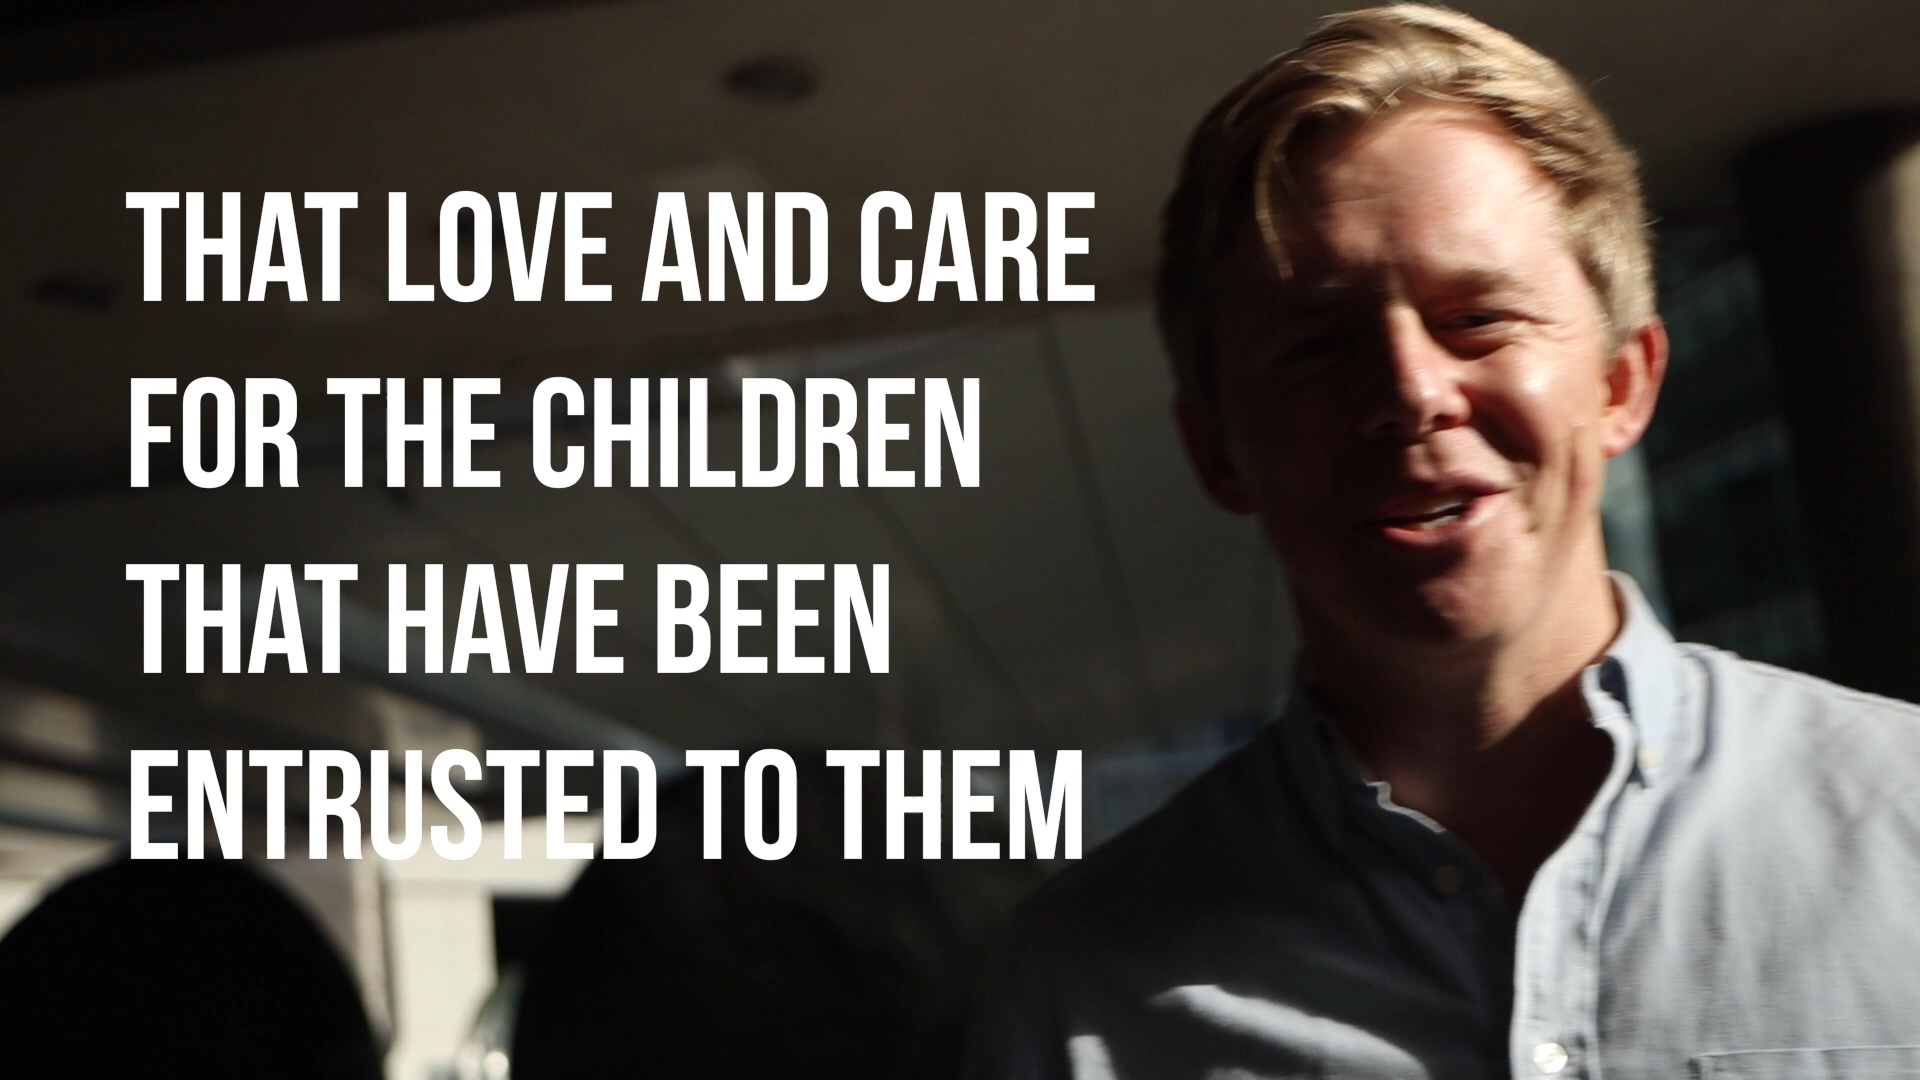 THAT LOVE AND CARE
FOR THE CHILDREN
THAT HAVE BEEN
ENTRUSTED TO THEM